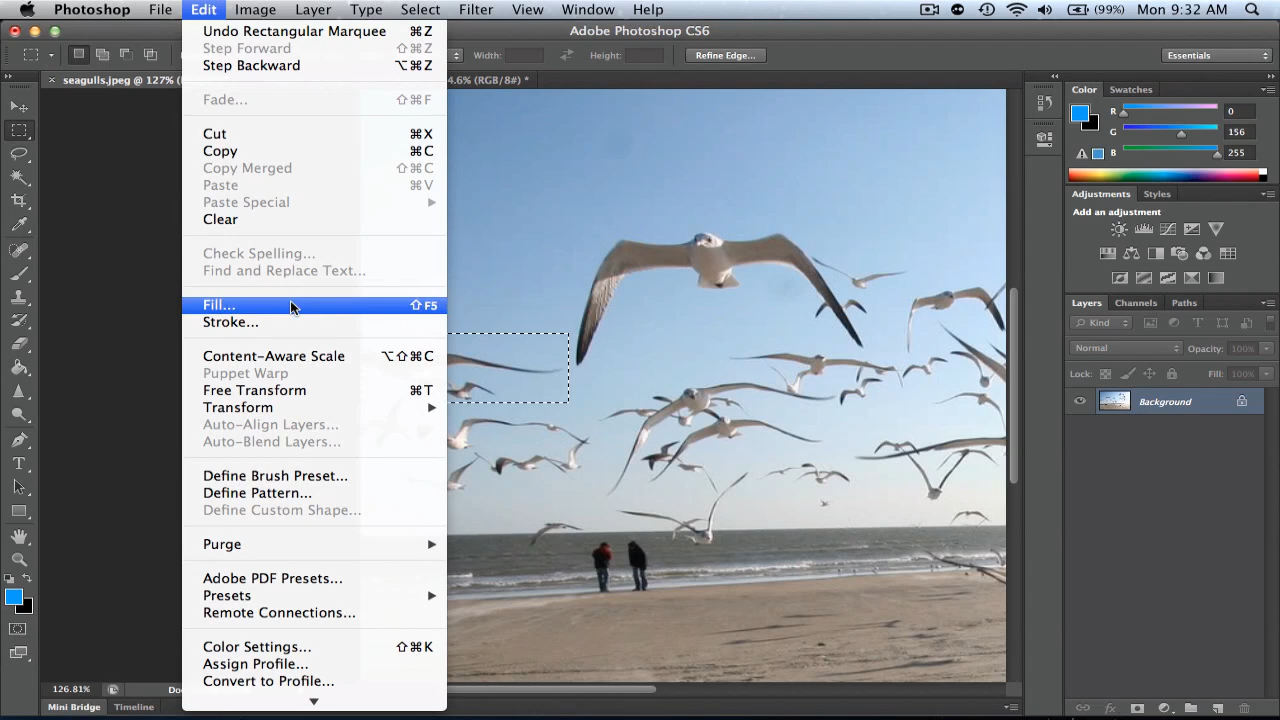 Photoshop File Edit Image Layer Type Select Filter View Window Help (99%) Mon 9:32 AM
Adobe Photoshop CS6
Width: Height: Refine Edge... Essentials
seagulls.jpeg @ 127% 4.6% (RGB/8#) *
Undo Rectangular Marquee ⌘Z
Step Forward ⇧⌘Z
Step Backward ⌥⌘Z
Fade... ⇧⌘F
Cut ⌘X
Copy ⌘C
Copy Merged ⇧⌘C
Paste ⌘V
Paste Special
Clear
Check Spelling...
Find and Replace Text...
Fill... ⇧F5
Stroke...
Content-Aware Scale ⌥⇧⌘C
Puppet Warp
Free Transform ⌘T
Transform
Auto-Align Layers...
Auto-Blend Layers...
Define Brush Preset...
Define Pattern...
Define Custom Shape...
Purge
Adobe PDF Presets...
Presets
Remote Connections...
Color Settings... ⇧⌘K
Assign Profile...
Convert to Profile...
Color Swatches
R 0
G 156
B 255
Adjustments Styles
Add an adjustment
Layers Channels Paths
Kind
Normal Opacity: 100%
Lock: Fill: 100%
Background
126.81%
Mini Bridge Timeline